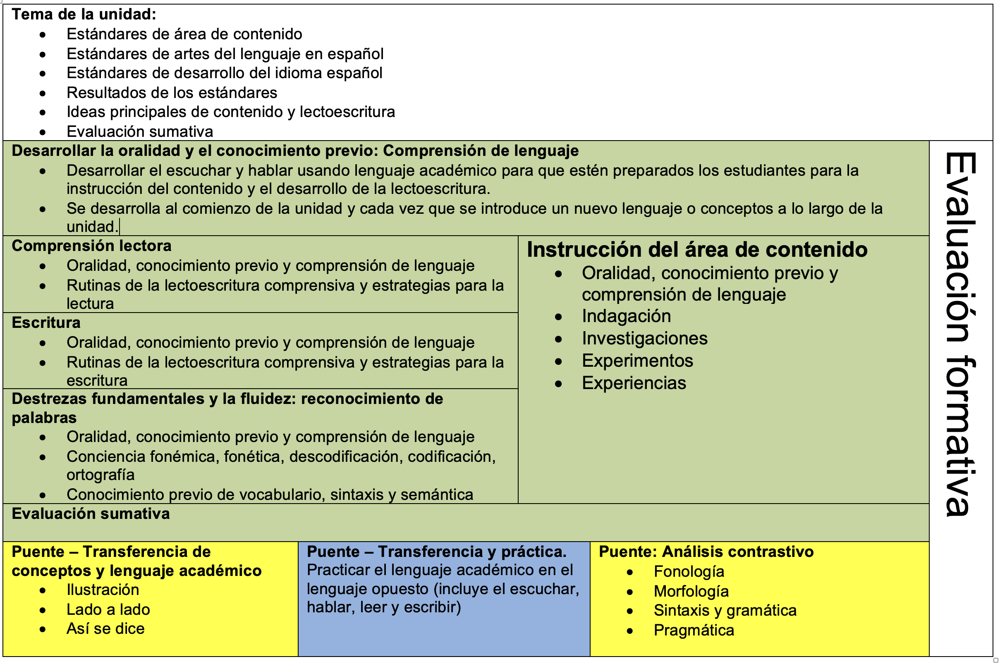 Tema de la unidad:
• Estándares de área de contenido
• Estándares de artes del lenguaje en español
• Estándares de desarrollo del idioma español
• Resultados de los estándares
• Ideas principales de contenido y lectoescritura
• Evaluación sumativa
Desarrollar la oralidad y el conocimiento previo: Comprensión de lenguaje
• Desarrollar el escuchar y hablar usando lenguaje académico para que estén preparados los estudiantes para la
instrucción del contenido y el desarrollo de la lectoescritura.
• Se desarrolla al comienzo de la unidad y cada vez que se introduce un nuevo lenguaje o conceptos a lo largo de la
unidad.
Comprensión lectora
• Oralidad, conocimiento previo y comprensión de lenguaje
• Rutinas de la lectoescritura comprensiva y estrategias para la
lectura
Escritura
• Oralidad, conocimiento previo y comprensión de lenguaje
• Rutinas de la lectoescritura comprensiva y estrategias para la
escritura
Destrezas fundamentales y la fluidez: reconocimiento de
palabras
• Oralidad, conocimiento previo y comprensión de lenguaje
• Conciencia fonémica, fonética, descodificación, codificación,
ortografía
• Conocimiento previo de vocabulario, sintaxis y semántica
Instrucción del área de contenido
• Oralidad, conocimiento previo y
comprensión de lenguaje
• Indagación
• Investigaciones
• Experimentos
• Experiencias
Evaluación sumativa
Puente – Transferencia de
conceptos y lenguaje académico
• Ilustración
• Lado a lado
• Así se dice
Puente – Transferencia y práctica.
Practicar el lenguaje académico en el
lenguaje opuesto (incluye el escuchar,
hablar, leer y escribir)
Puente: Análisis contrastivo
• Fonología
• Morfología
• Sintaxis y gramática
• Pragmática
Evaluación formativa